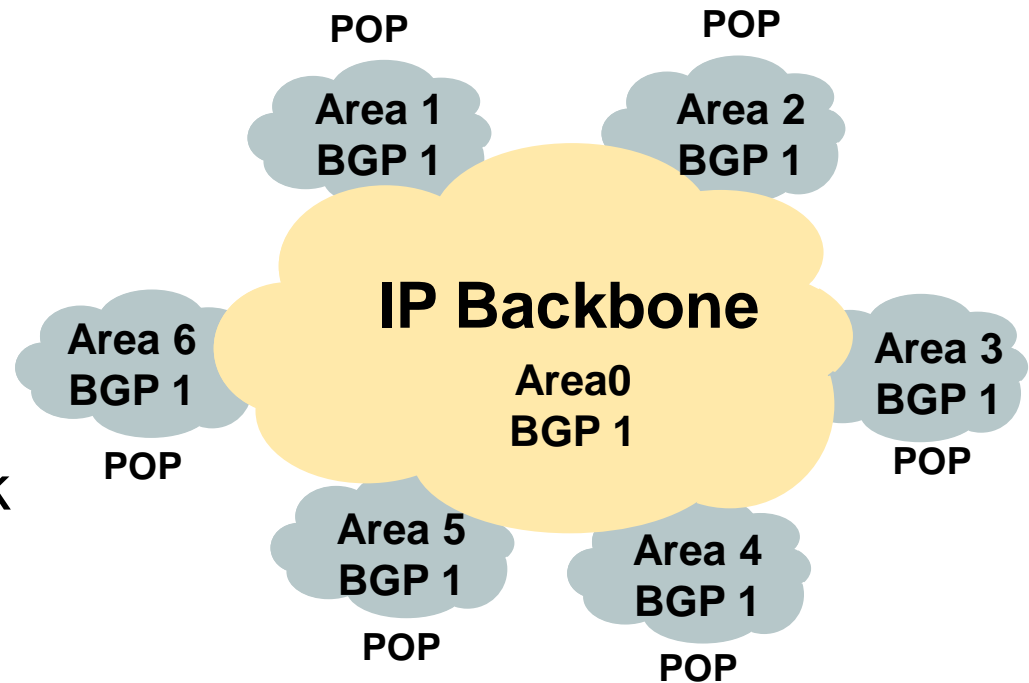 POP
POP
Area 1
BGP 1
Area 2
BGP 1
IP Backbone
Area0
BGP 1
Area 6
BGP 1
POP
Area 3
BGP 1
POP
K
Area 5
BGP 1
POP
Area 4
BGP 1
POP